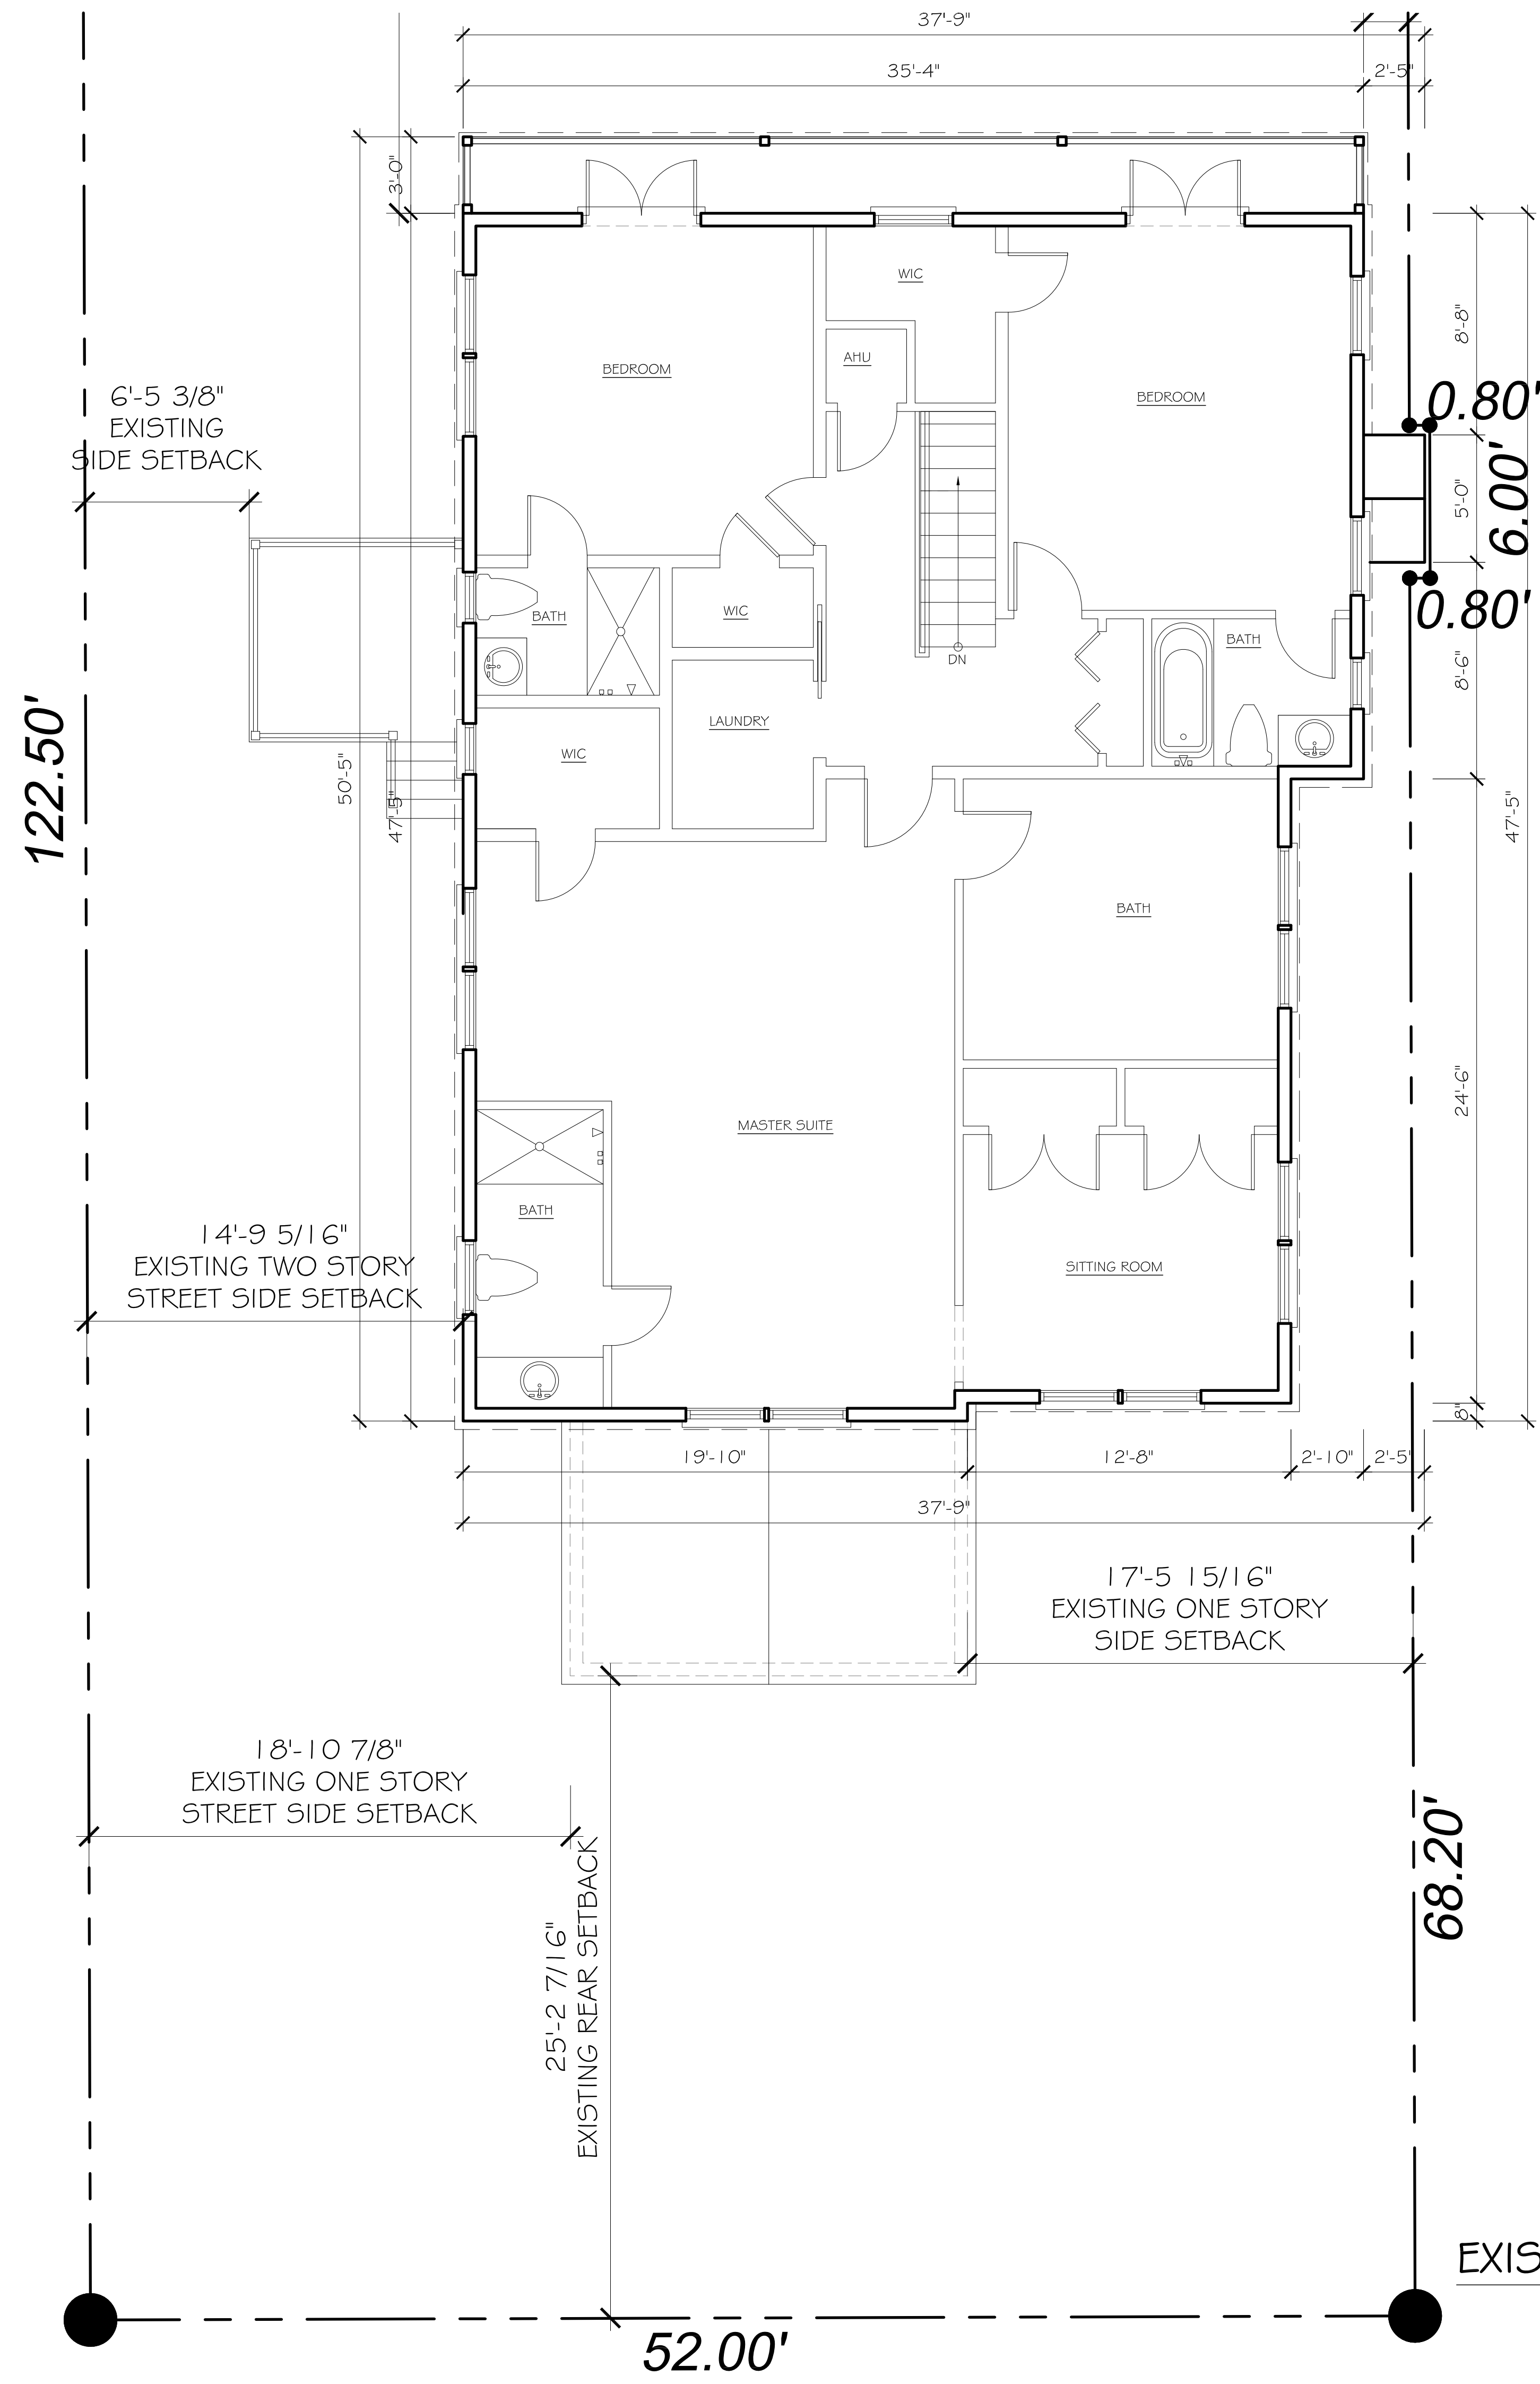 37'-9"
35'-4"
2'-5"
3'-0"
WIC
AHU
BEDROOM
BEDROOM
8'-8"
6'-5 3/8"
EXISTING
SIDE SETBACK
0.80'
6.00'
5'-0"
0.80'
BATH
WIC
BATH
DN
8'-6"
LAUNDRY
WIC
122.50'
50'-5"
47'-5"
47'-5"
BATH
24'-6"
MASTER SUITE
BATH
14'-9 5/16"
EXISTING TWO STORY
STREET SIDE SETBACK
SITTING ROOM
8"
19'-10"
12'-8"
2'-10"
2'-5"
37'-9"
17'-5 15/16"
EXISTING ONE STORY
SIDE SETBACK
18'-10 7/8"
EXISTING ONE STORY
STREET SIDE SETBACK
68.20'
25'-2 7/16"
EXISTING REAR SETBACK
EXIS
52.00'